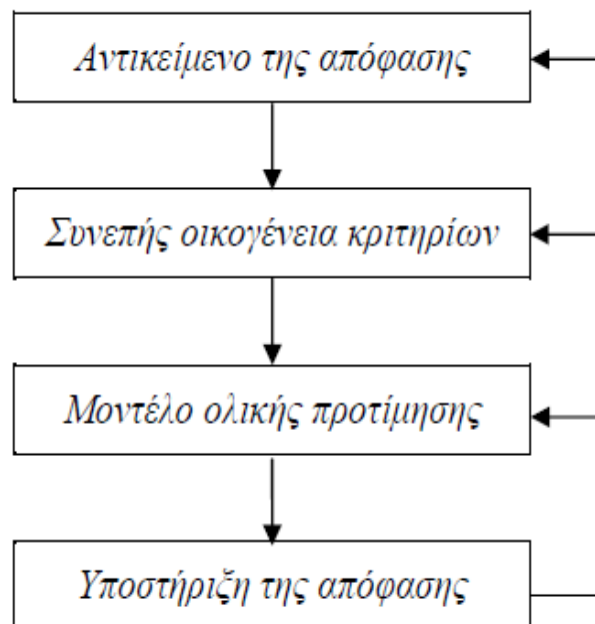 Αντικείμενο της απόφασης
Συνεπής οικογένεια κριτηρίων
Μοντέλο ολικής προτίμησης
Υποστήριξη της απόφασης